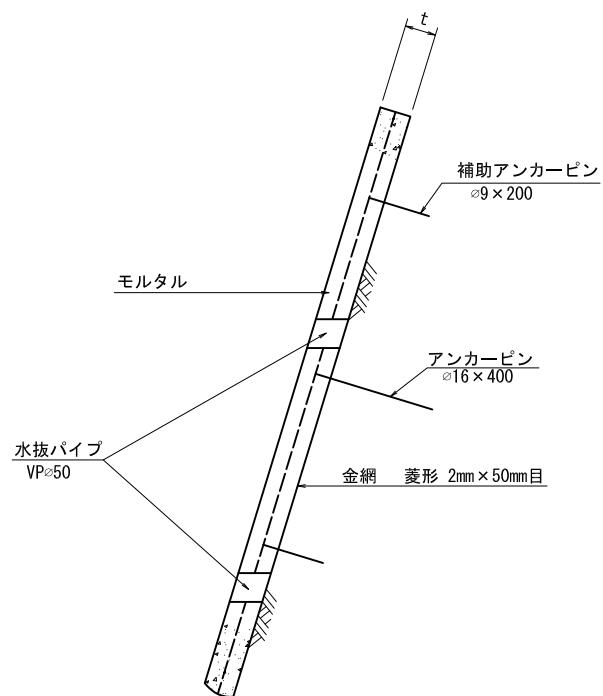 t
補助アンカーピン
∅9×200
モルタル
アンカーピン
∅16×400
水抜パイプ
VP∅50
金網　菱形 2mm×50mm目